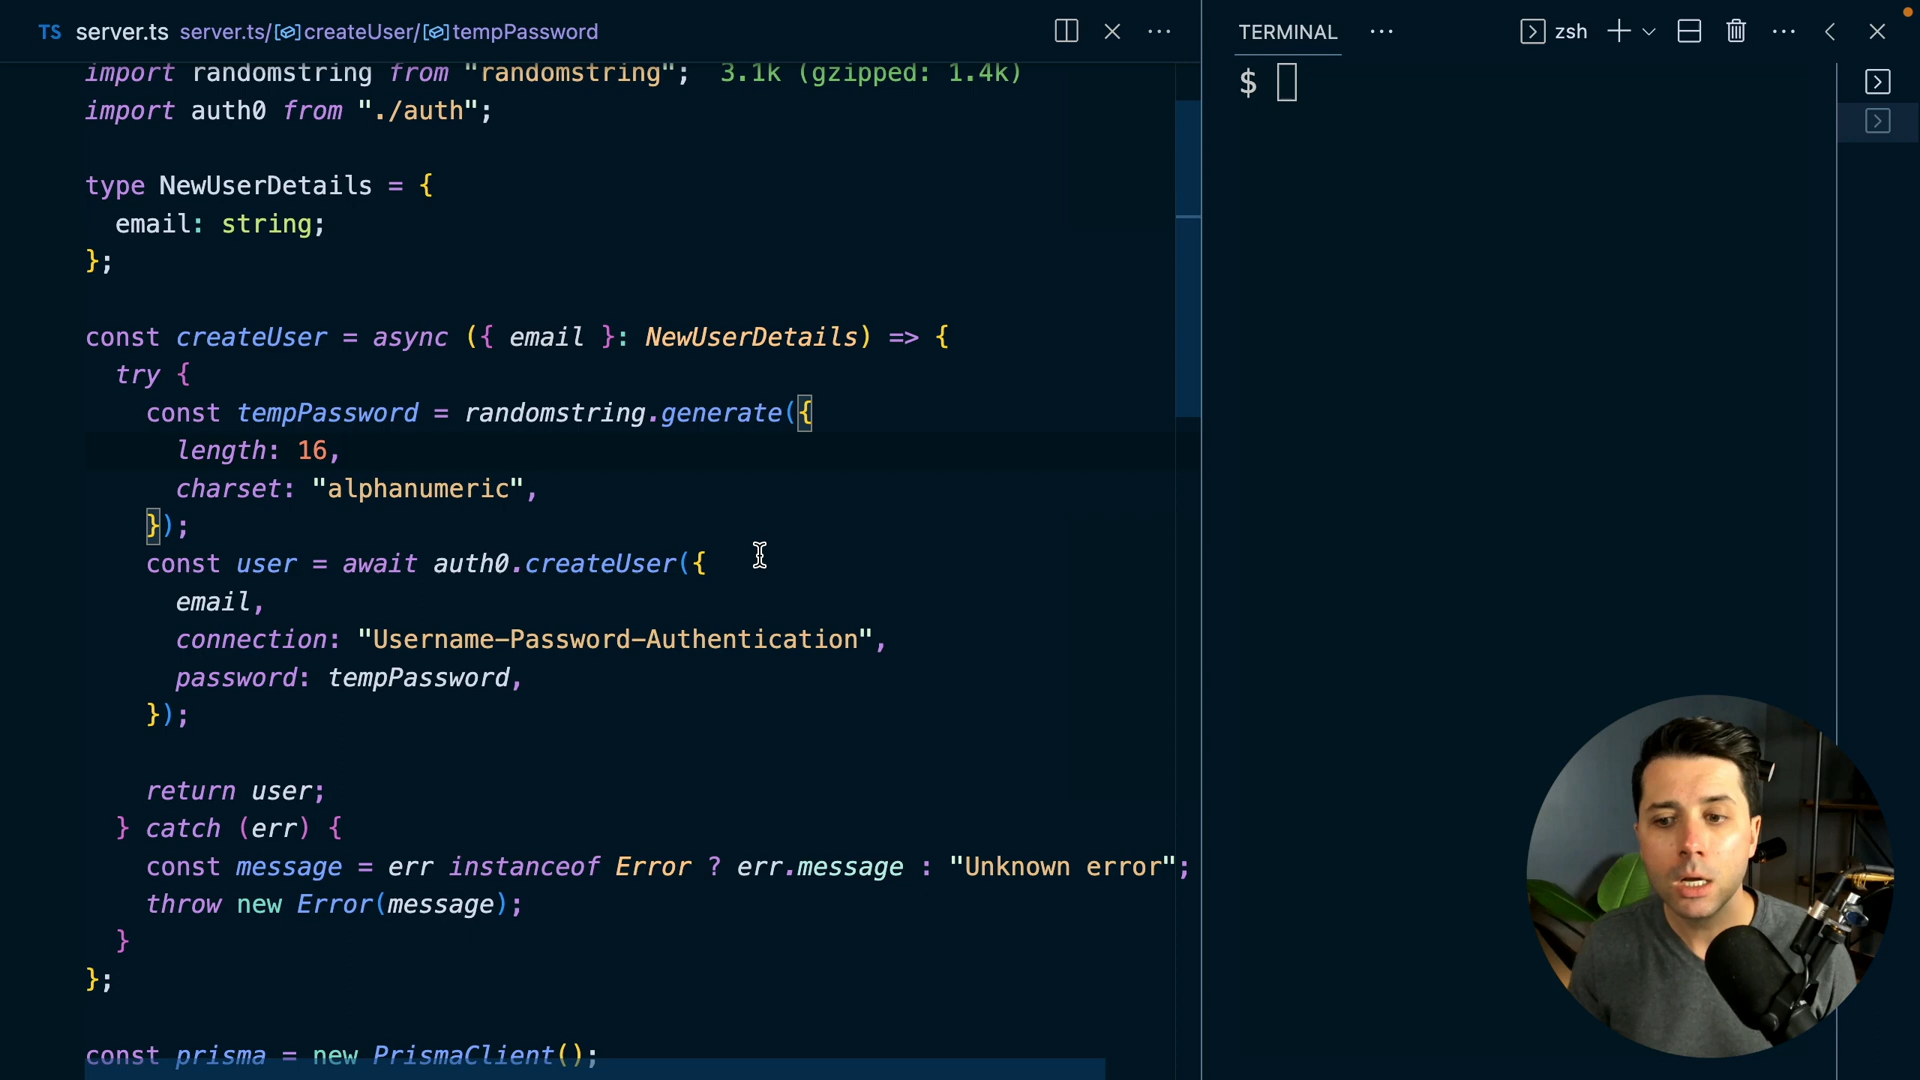 TS server.ts server.ts/createUser/tempPassword
import randomstring from "randomstring"; 3.1k (gzipped: 1.4k)
import auth0 from "./auth";
type NewUserDetails = {
email: string;
};
const createUser = async ({ email }: NewUserDetails) => {
try {
const tempPassword = randomstring.generate({
length: 16,
charset: "alphanumeric",
});
const user = await auth0.createUser({
email,
connection: "Username-Password-Authentication",
password: tempPassword,
});
return user;
} catch (err) {
const message = err instanceof Error ? err.message : "Unknown error";
throw new Error(message);
}
};
const prisma = new PrismaClient();
TERMINAL
zsh
$